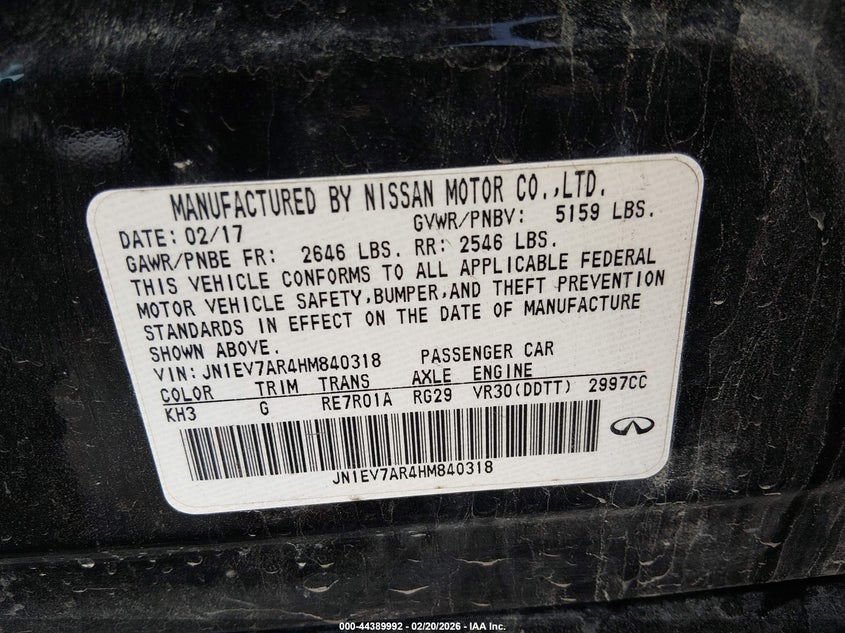 MANUFACTURED BY NISSAN MOTOR CO.,LTD.
DATE: 02/17 GVWR/PNBV: 5159 LBS.
GAWR/PNBE FR: 2646 LBS. RR: 2546 LBS.
THIS VEHICLE CONFORMS TO ALL APPLICABLE FEDERAL
MOTOR VEHICLE SAFETY,BUMPER,AND THEFT PREVENTION
STANDARDS IN EFFECT ON THE DATE OF MANUFACTURE
SHOWN ABOVE.
VIN: JN1EV7AR4HM840318 PASSENGER CAR
COLOR TRIM TRANS AXLE ENGINE
KH3 G RE7R01A RG29 VR30(DDTT) 2997CC
JN1EV7AR4HM840318
000-44389992 - 02/20/2026 - IAA Inc.